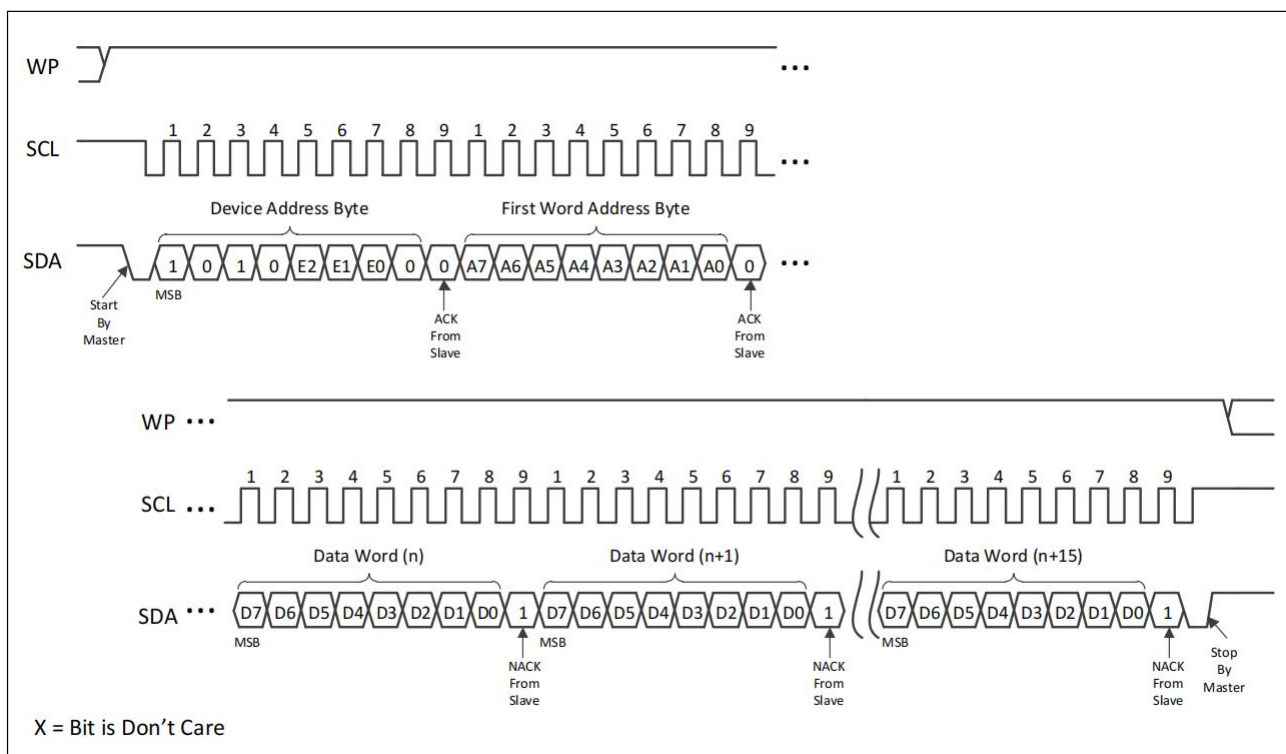 WP
...
1 2 3 4 5 6 7 8 9 1 2 3 4 5 6 7 8 9
SCL
...
Device Address Byte First Word Address Byte
SDA 1 0 1 0 E2 E1 E0 0 0 A7 A6 A5 A4 A3 A2 A1 A0 0 ...
MSB
Start
By
Master
ACK
From
Slave
ACK
From
Slave
WP ...
1 2 3 4 5 6 7 8 9 1 2 3 4 5 6 7 8 9 1 2 3 4 5 6 7 8 9
SCL ...
Data Word (n) Data Word (n+1) Data Word (n+15)
SDA ... D7 D6 D5 D4 D3 D2 D1 D0 1 D7 D6 D5 D4 D3 D2 D1 D0 1 D7 D6 D5 D4 D3 D2 D1 D0 1
MSB MSB MSB
NACK
From
Slave
NACK
From
Slave
NACK
From
Slave
Stop
By
Master
X = Bit is Don't Care